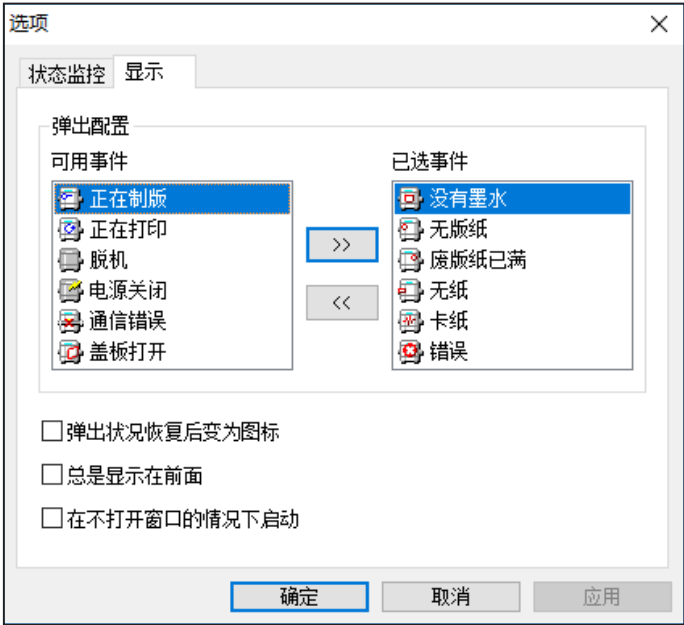 选项
状态监控
显示
弹出配置
可用事件
已选事件
正在制版
正在打印
脱机
电源关闭
通信错误
盖板打开
>>
<<
没有墨水
无版纸
废版纸已满
无纸
卡纸
错误
弹出状况恢复后变为图标
总是显示在前面
在不打开窗口的情况下启动
确定
取消
应用